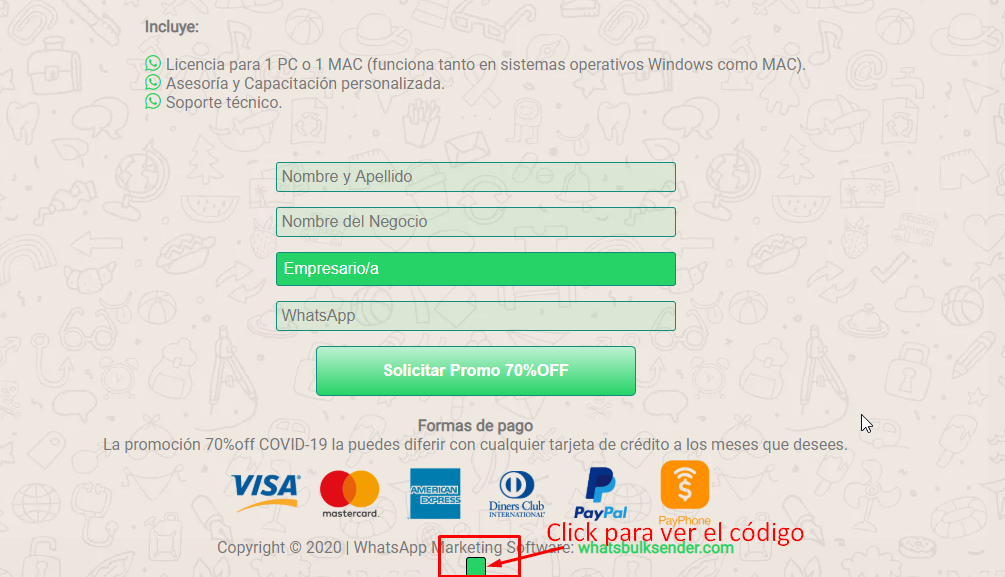 Incluye:
Licencia para 1 PC o 1 MAC (funciona tanto en sistemas operativos Windows como MAC).
Asesoría y Capacitación personalizada.
Soporte técnico.
Nombre y Apellido
Nombre del Negocio
Empresario/a
WhatsApp
Solicitar Promo 70%OFF
Formas de pago
La promoción 70%off COVID-19 la puedes diferir con cualquier tarjeta de crédito a los meses que desees.
VISA
mastercard.
AMERICAN EXPRESS
Diners Club INTERNATIONAL
PayPal
PayPhone
Click para ver el código
Copyright © 2020 | WhatsApp Marketing Software: whatsbulksender.com